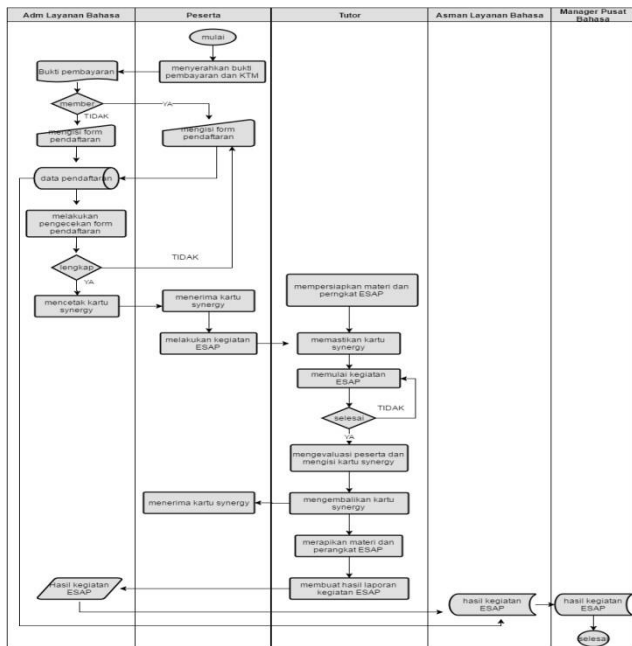 Adm Layanan Bahasa
Peserta
Tutor
Asman Layanan Bahasa
Manager Pusat
Bahasa
mulai
Bukti pembayaran
menyerahkan bukti
pembayaran dan KTM
member
YA
TIDAK
mengisi form
pendaftaran
mengisi form
pendaftaran
data pendaftaran
melakukan
pengecekan form
pendaftaran
lengkap
TIDAK
YA
mencetak kartu
synergy
menerima kartu
synergy
mempersiapkan materi dan
perngkat ESAP
melakukan kegiatan
ESAP
memastikan kartu
synergy
memulai kegiatan
ESAP
TIDAK
selesai
YA
mengevaluasi peserta dan
mengisi kartu synergy
menerima kartu synergy
mengembalikan kartu
synergy
merapikan materi dan
perangkat ESAP
Hasil kegiatan
ESAP
membuat hasil laporan
kegiatan ESAP
hasil kegiatan
ESAP
hasil kegiatan
ESAP
selesai